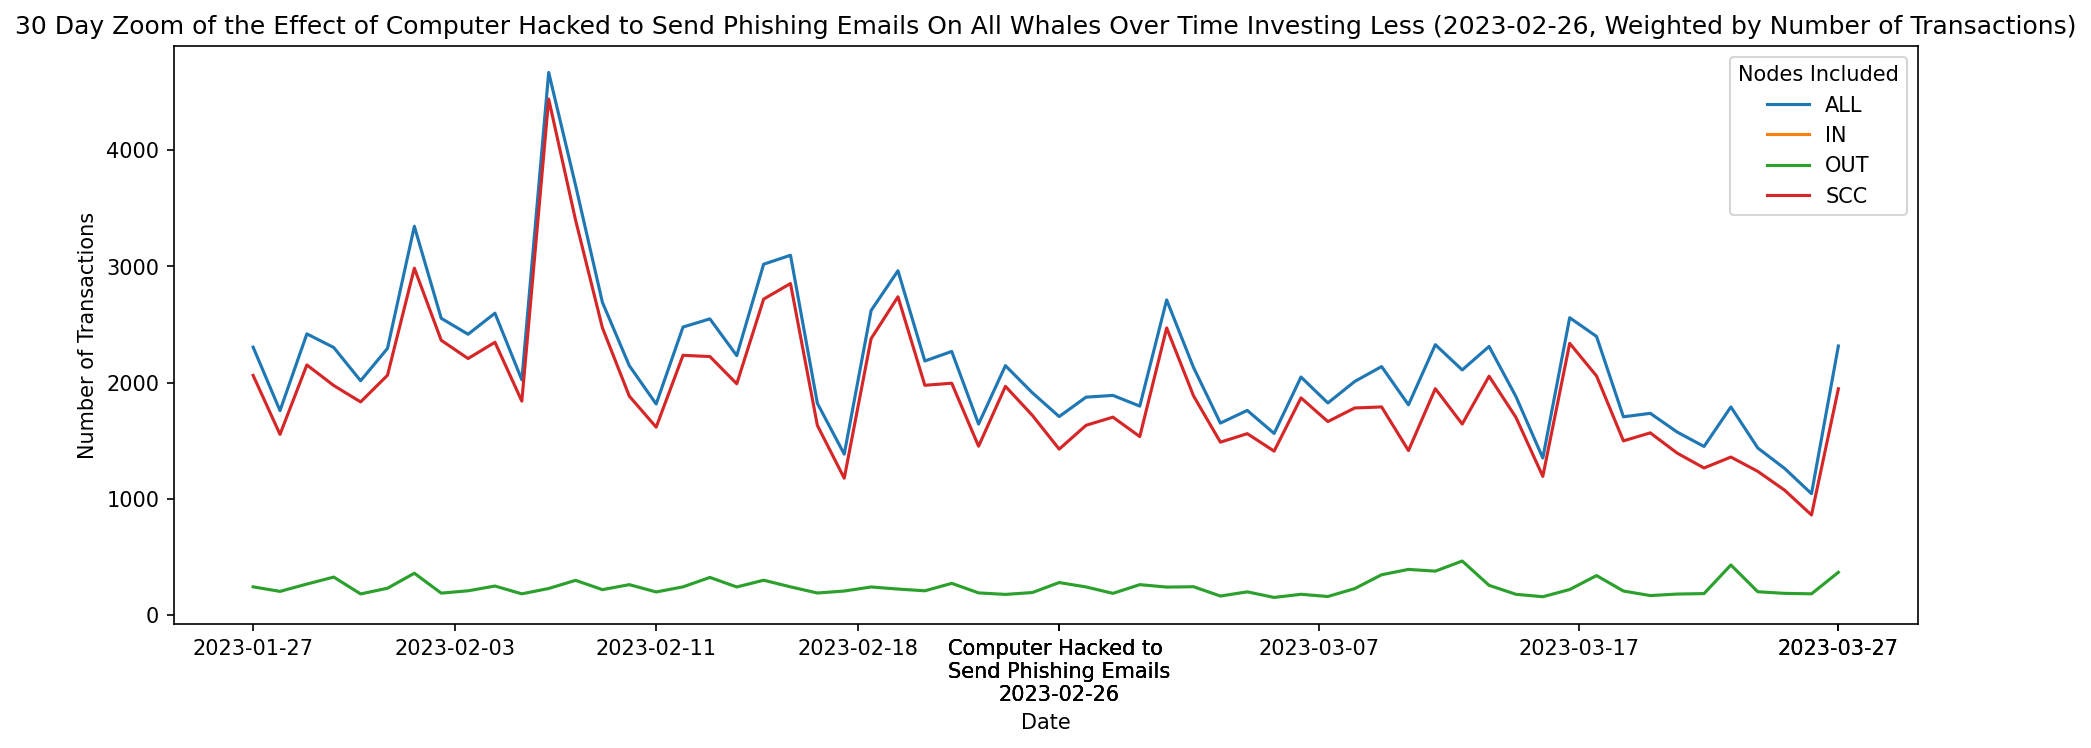 30 Day Zoom of the Effect of Computer Hacked to Send Phishing Emails On All Whales Over Time Investing Less (2023-02-26, Weighted by Number of Transactions)
Nodes Included
ALL
IN
OUT
SCC
Number of Transactions
4000
3000
2000
1000
0
2023-01-27
2023-02-03
2023-02-11
2023-02-18
Computer Hacked to
Send Phishing Emails
2023-02-26
2023-03-07
2023-03-17
2023-03-27
Date